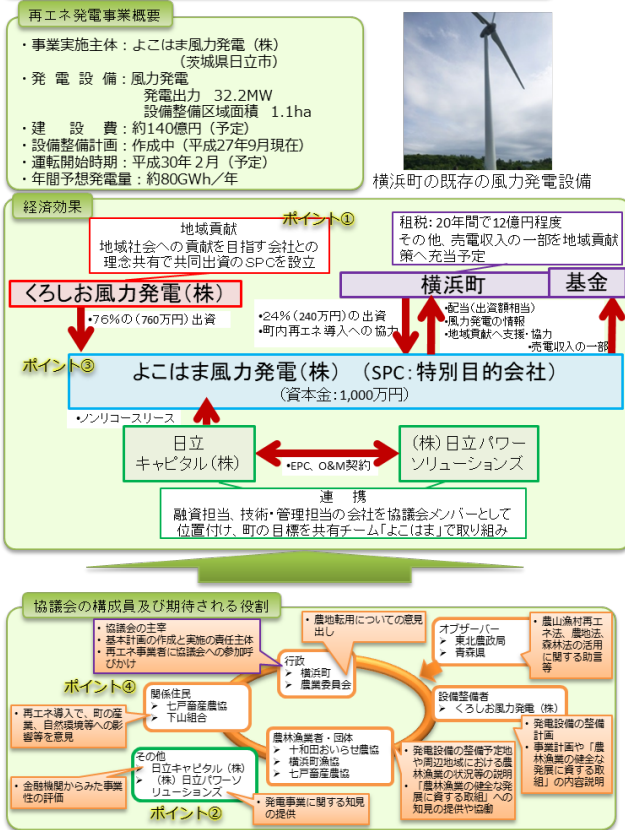 再エネ発電事業概要
・事業実施主体：よこはま風力発電（株）
（茨城県日立市）
・発電設備：風力発電
発電出力 32.2MW
設備整備区域面積 1.1ha
・建設費：約140億円（予定）
・設備整備計画：作成中（平成27年9月現在）
・運転開始時期：平成30年２月（予定）
・年間予想発電量：約80GWh／年
横浜町の既存の風力発電設備
経済効果
ポイント①
地域貢献
地域社会への貢献を目指す会社との
理念共有で共同出資のSPCを設立
租税：20年間で12億円程度
その他、売電収入の一部を地域貢献
策へ充当予定
くろしお風力発電（株）
横浜町
基金
•76%の（760万円）出資
•24%（240万円）の出資
•町内再エネ導入への協力
•配当（出資額相当）
•風力発電の情報
•地域貢献へ支援・協力
•売電収入の一部
ポイント③
よこはま風力発電（株）（SPC：特別目的会社）
（資本金：1,000万円）
•ノンリコースリース
日立
キャピタル（株）
•EPC、O&M契約
（株）日立パワー
ソリューションズ
連携
融資担当、技術・管理担当の会社を協議会メンバーとして
位置付け、町の目標を共有チーム「よこはま」で取り組み
協議会の構成員及び期待される役割
• 協議会の主宰
• 基本計画の作成と実施の責任主体
• 再エネ事業者に協議会への参加呼
びかけ
• 農地転用についての意見
出し
行政
➢ 横浜町
➢ 農業委員会
オブザーバー
➢ 東北農政局
➢ 青森県
• 農山漁村再エ
ネ法、農地法、
森林法の活用
に関する助言
等
ポイント④
関係住民
➢ 七戸畜産農協
➢ 下山組合
設備整備者
➢ くろしお風力発電（株）
• 再エネ導入で、町の産
業、自然環境等への影
響等を意見
農林漁業者・団体
➢ 十和田おいらせ農協
➢ 横浜町漁協
➢ 七戸畜産農協
• 発電設備の整備
計画
• 事業計画や「農
林漁業の健全な
発展に資する取
組」の内容説明
その他
➢ 日立キャピタル（株）
➢ （株）日立パワーソ
リューションズ
• 発電設備の整備予定地
や周辺地域における農
林漁業の状況等の説明
• 「農林漁業の健全な発
展に資する取組」への
知見の提供や協働
• 金融機関からみた事業
性の評価
ポイント②
• 発電事業に関する知見
の提供